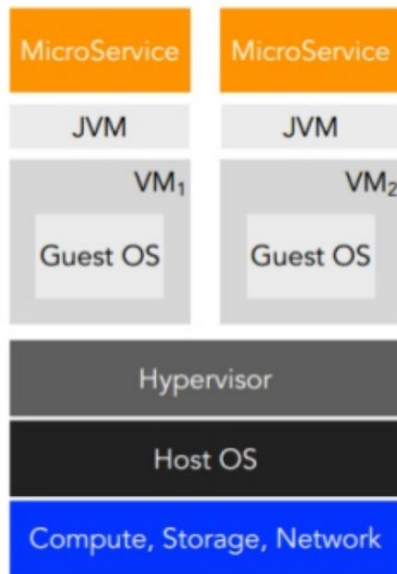 MicroService MicroService
JVM JVM
VM₁ VM₂
Guest OS Guest OS
Hypervisor
Host OS
Compute, Storage, Network